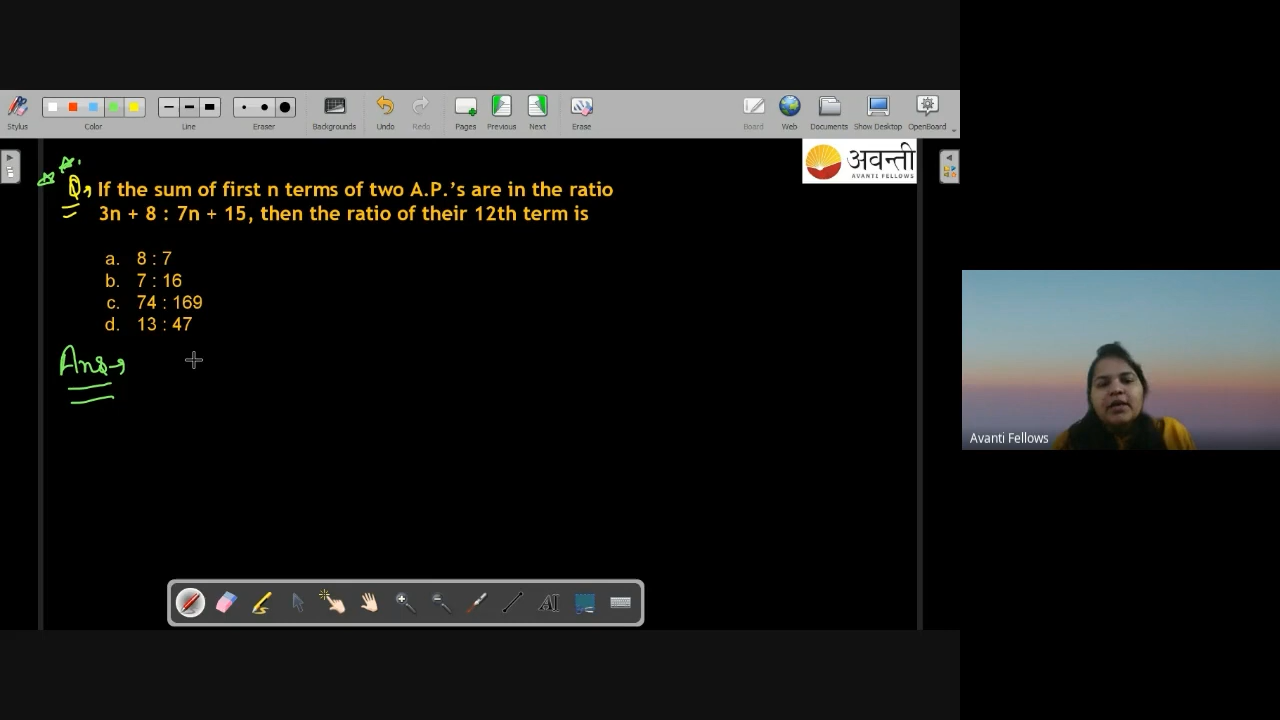 Stylus
Color
Line
Eraser
Backgrounds
Undo
Redo
Pages
Previous
Next
Erase
Board
Web
Documents
Show Desktop
OpenBoard
अवन्ती
AVANTI FELLOWS
Q→ If the sum of first n terms of two A.P.'s are in the ratio
3n + 8 : 7n + 15, then the ratio of their 12th term is
a. 8 : 7
b. 7 : 16
c. 74 : 169
d. 13 : 47
Ans→
Avanti Fellows
AI